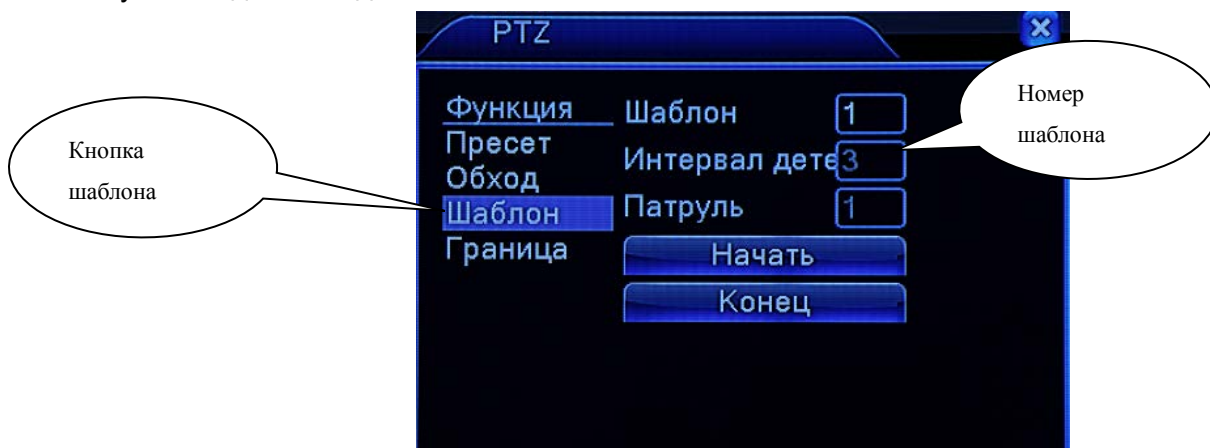 PTZ
Функция
Пресет
Обход
Шаблон
Граница
Шаблон 1
Интервал дете 3
Патруль 1
Начать
Конец
Кнопка
шаблона
Номер
шаблона